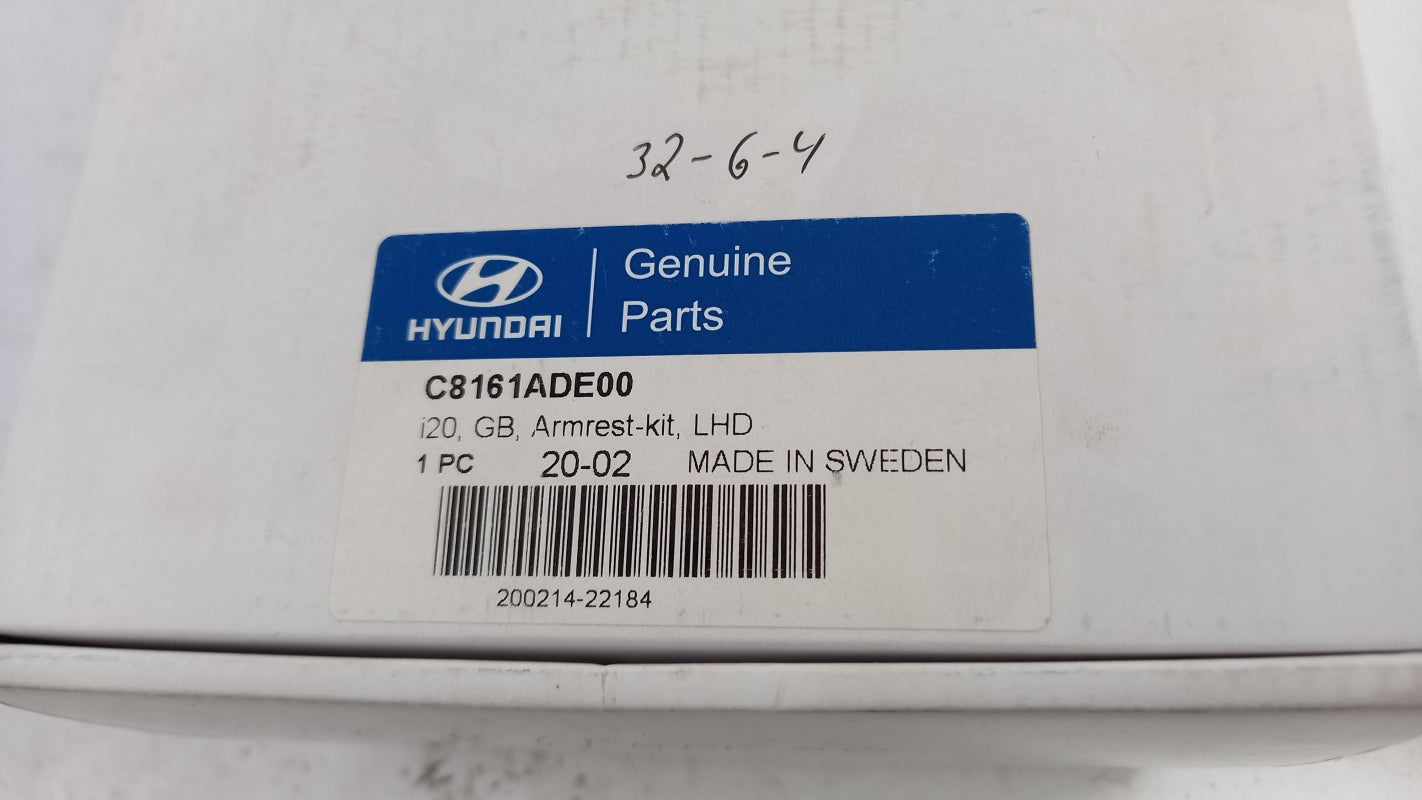 32-6-4
HYUNDAI
Genuine
Parts
C8161ADE00
i20, GB, Armrest-kit, LHD
1 PC 20-02 MADE IN SWEDEN
200214-22184